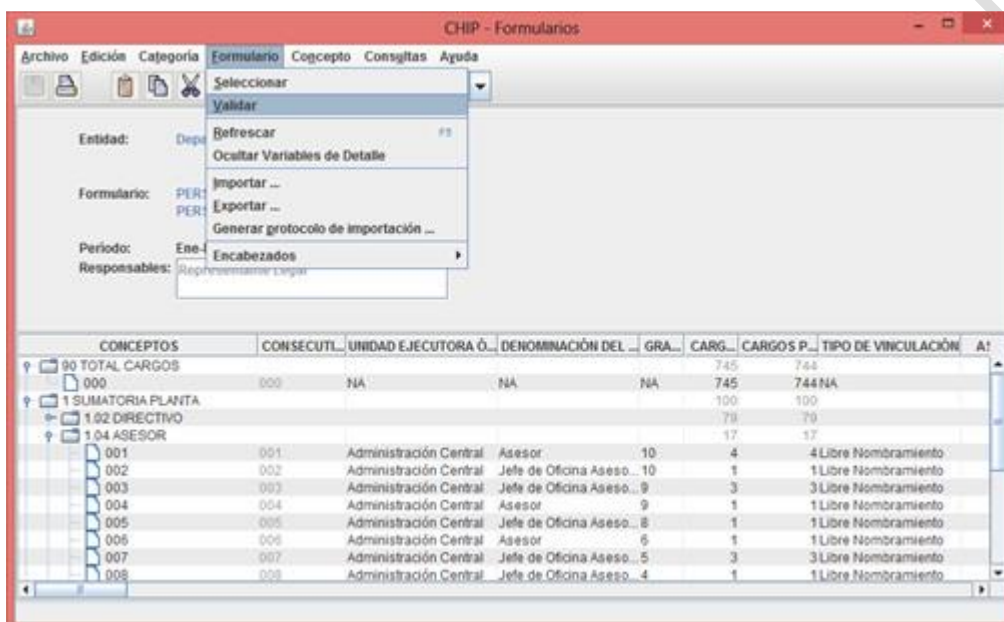 CHIP - Formularios
Archivo Edición Categoría Formulario Concepto Consultas Ayuda
Seleccionar
Validar
Refrescar F5
Ocultar Variables de Detalle
Importar ...
Exportar ...
Generar protocolo de importación ...
Encabezados
Entidad: Depa
Formulario: PERS
PERS
Periodo: Ene-
Responsables: Representante Legal
CONCEPTOS CONSECUTI... UNIDAD EJECUTORA Ó... DENOMINACIÓN DEL ... GRA... CARG... CARGOS P... TIPO DE VINCULACIÓN
90 TOTAL CARGOS 745 744
000 000 NA NA NA 745 744 NA
1 SUMATORIA PLANTA 100 100
1.02 DIRECTIVO 79 79
1.04 ASESOR 17 17
001 001 Administración Central Asesor 10 4 4 Libre Nombramiento
002 002 Administración Central Jefe de Oficina Aseso... 10 1 1 Libre Nombramiento
003 003 Administración Central Jefe de Oficina Aseso... 9 3 3 Libre Nombramiento
004 004 Administración Central Asesor 9 1 1 Libre Nombramiento
005 005 Administración Central Jefe de Oficina Aseso... 8 1 1 Libre Nombramiento
006 006 Administración Central Asesor 6 1 1 Libre Nombramiento
007 007 Administración Central Jefe de Oficina Aseso... 5 3 3 Libre Nombramiento
008 008 Administración Central Jefe de Oficina Aseso... 4 1 1 Libre Nombramiento